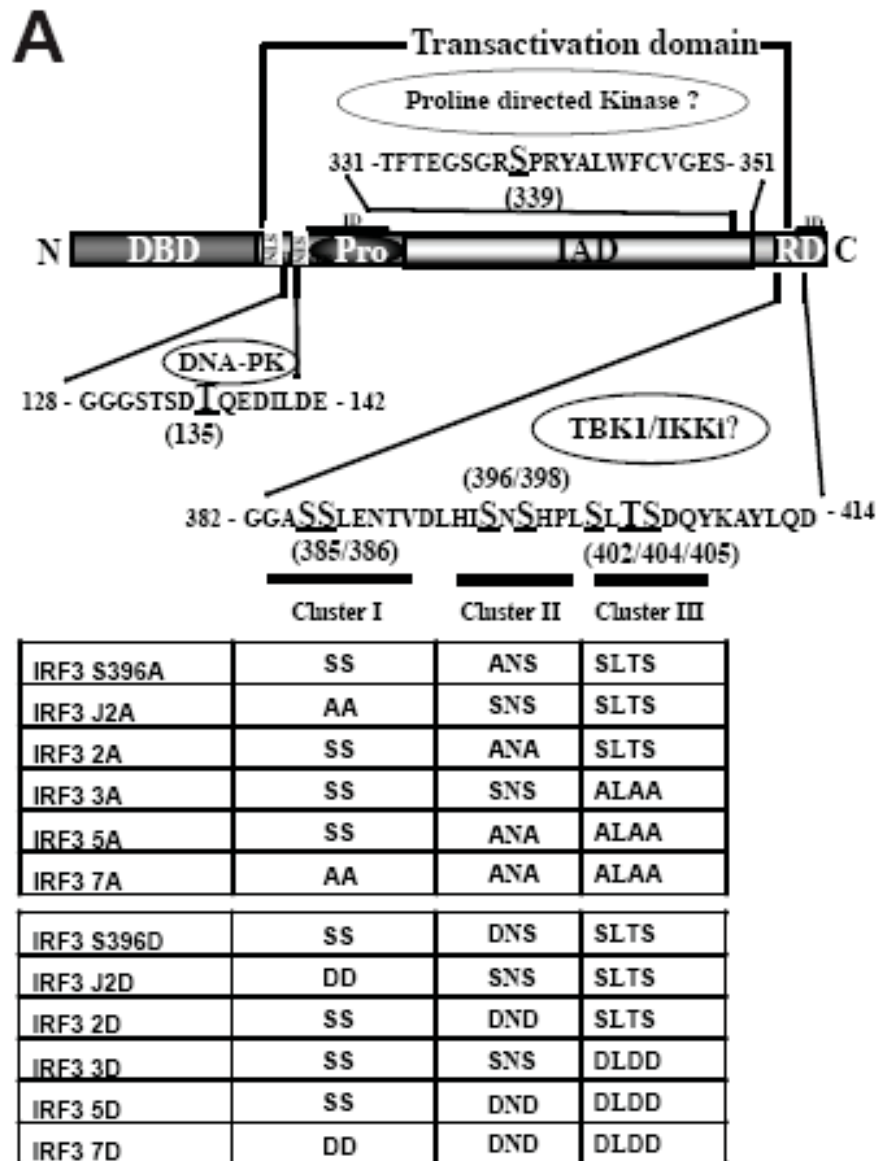 A
Transactivation domain
Proline directed Kinase ?
331 -TFTEGSGRSPRYALWFCVGES- 351
(339)
ID ID
N DBD NLS NES Pro IAD RD C
DNA-PK
128 - GGGSTSDTQEDILDE - 142
(135)
TBK1/IKKi?
(396/398)
382 - GGASSLENTVDLHISNSHPLSLTSDQYKAYLQD - 414
(385/386) (402/404/405)
Cluster I Cluster II Cluster III
IRF3 S396A SS ANS SLTS
IRF3 J2A AA SNS SLTS
IRF3 2A SS ANA SLTS
IRF3 3A SS SNS ALAA
IRF3 5A SS ANA ALAA
IRF3 7A AA ANA ALAA
IRF3 S396D SS DNS SLTS
IRF3 J2D DD SNS SLTS
IRF3 2D SS DND SLTS
IRF3 3D SS SNS DLDD
IRF3 5D SS DND DLDD
IRF3 7D DD DND DLDD